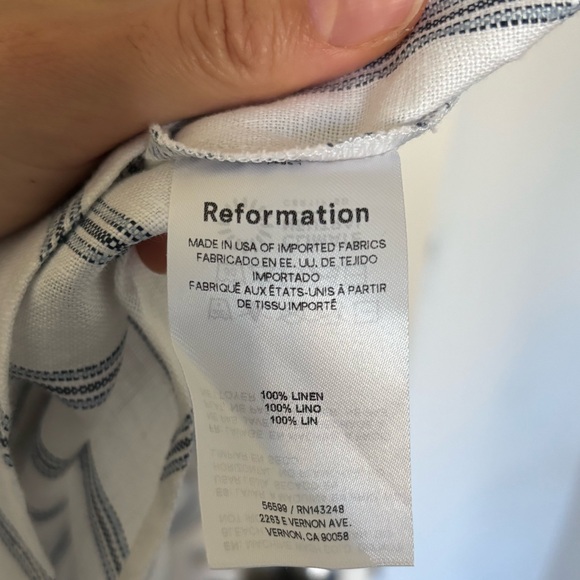 Reformation
MADE IN USA OF IMPORTED FABRICS
FABRICADO EN EE. UU. DE TEJIDO
IMPORTADO
FABRIQUÉ AUX ÉTATS-UNIS À PARTIR
DE TISSU IMPORTÉ
100% LINEN
100% LINO
100% LIN
56599 / RN143248
2263 E VERNON AVE.
VERNON, CA 90058